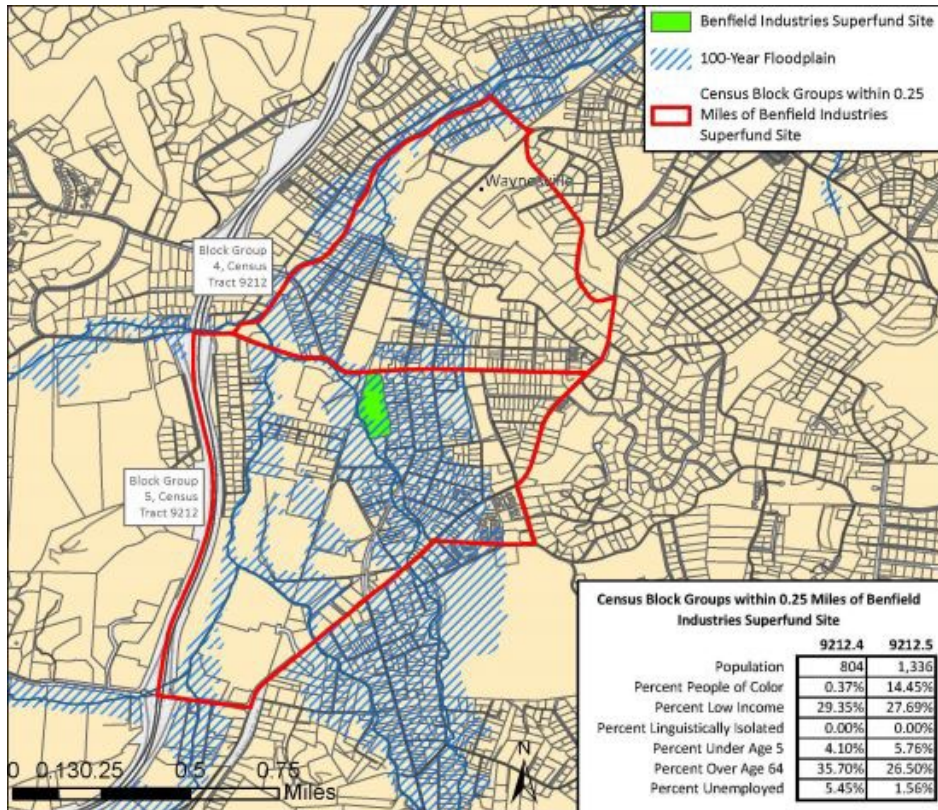 Benfield Industries Superfund Site
100-Year Floodplain
Census Block Groups within 0.25
Miles of Benfield Industries
Superfund Site
Waynesville
Block Group
4, Census
Tract 9212
Block Group
5, Census
Tract 9212
Census Block Groups within 0.25 Miles of Benfield
Industries Superfund Site
9212.4 9212.5
Population 804 1,336
Percent People of Color 0.37% 14.45%
Percent Low Income 29.35% 27.69%
Percent Linguistically Isolated 0.00% 0.00%
Percent Under Age 5 4.10% 5.76%
Percent Over Age 64 35.70% 26.50%
Percent Unemployed 5.45% 1.56%
N
0 0.130.25 0.5 0.75
Miles